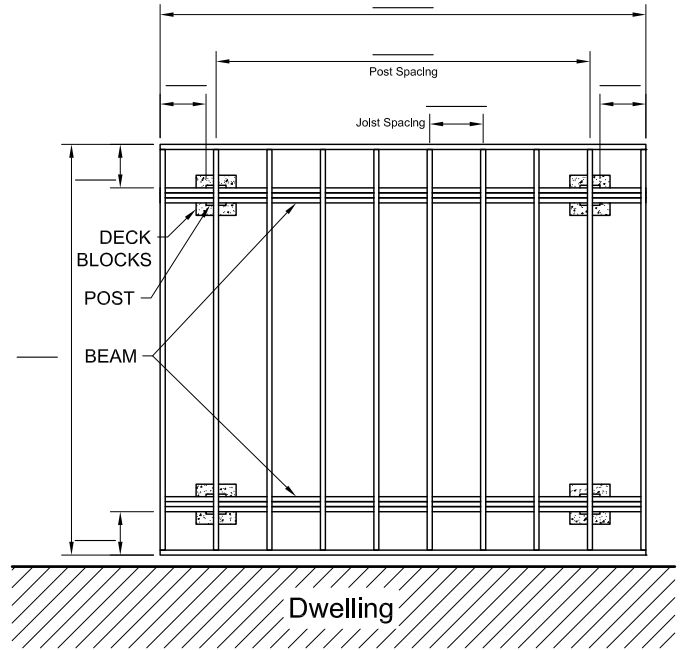 Post Spacing
Joist Spacing
DECK
BLOCKS
POST
BEAM
Dwelling